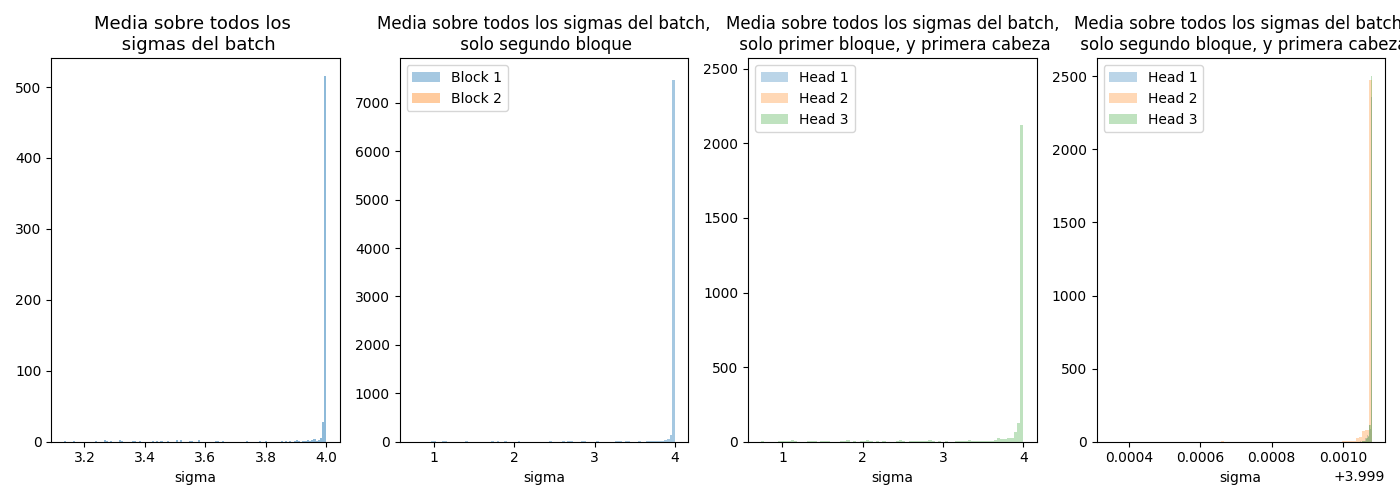 Media sobre todos los
sigmas del batch
500
400
300
200
100
0
3.2 3.4 3.6 3.8 4.0
sigma
Media sobre todos los sigmas del batch,
solo segundo bloque
Block 1
Block 2
7000
6000
5000
4000
3000
2000
1000
0
1 2 3 4
sigma
Media sobre todos los sigmas del batch,
solo primer bloque, y primera cabeza
Head 1
Head 2
Head 3
2500
2000
1500
1000
500
0
1 2 3 4
sigma
Media sobre todos los sigmas del batch
solo segundo bloque, y primera cabeza
Head 1
Head 2
Head 3
2500
2000
1500
1000
500
0
0.0004 0.0006 0.0008 0.0010
sigma
+3.999